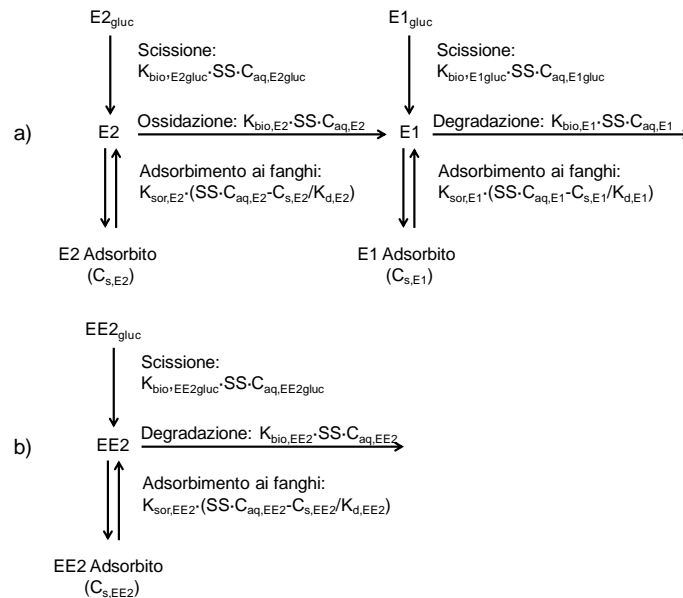 E2gluc E1gluc
Scissione: Scissione:
Kbio,E2gluc·SS·Caq,E2gluc Kbio,E1gluc·SS·Caq,E1gluc
a) E2 Ossidazione: Kbio,E2·SS·Caq,E2 E1 Degradazione: Kbio,E1·SS·Caq,E1
Adsorbimento ai fanghi: Adsorbimento ai fanghi:
Ksor,E2·(SS·Caq,E2-Cs,E2/Kd,E2) Ksor,E1·(SS·Caq,E1-Cs,E1/Kd,E1)
E2 Adsorbito E1 Adsorbito
(Cs,E2) (Cs,E1)
EE2gluc
Scissione:
Kbio,EE2gluc·SS·Caq,EE2gluc
b) EE2 Degradazione: Kbio,EE2·SS·Caq,EE2
Adsorbimento ai fanghi:
Ksor,EE2·(SS·Caq,EE2-Cs,EE2/Kd,EE2)
EE2 Adsorbito
(Cs,EE2)